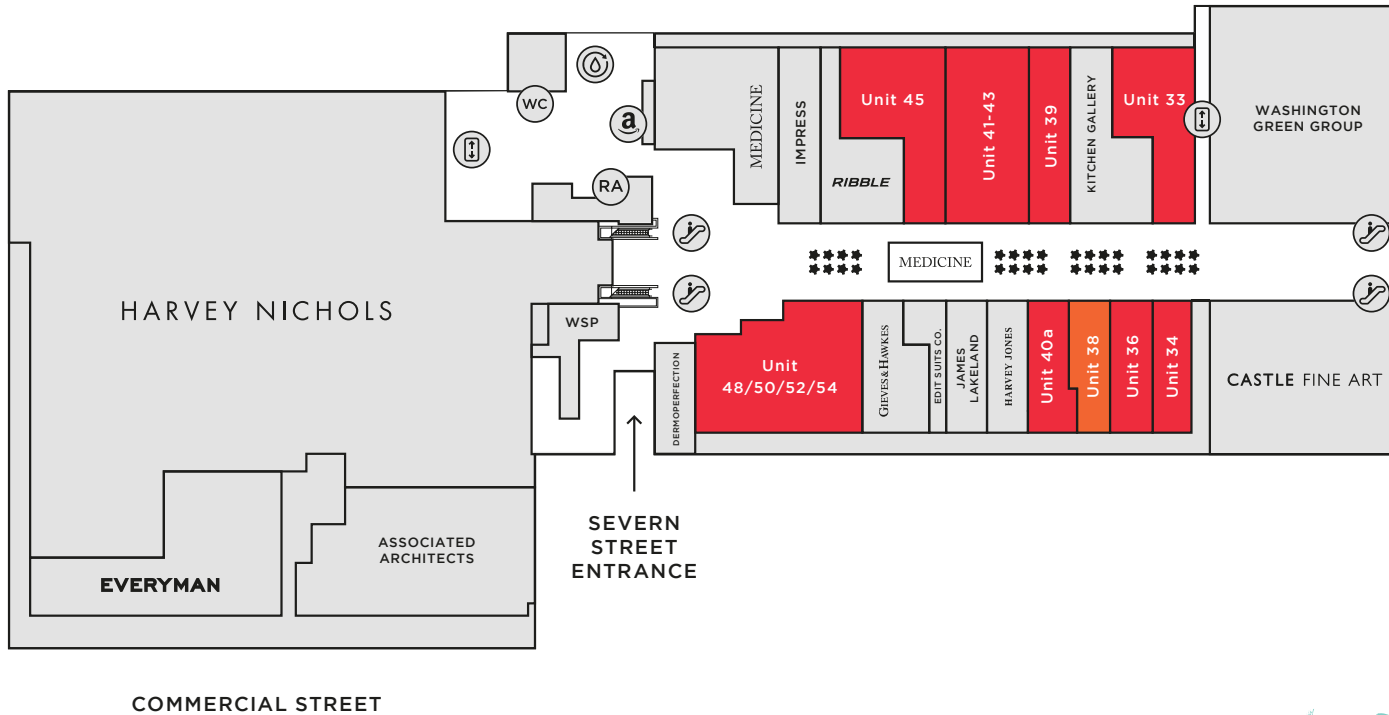 WC
a
MEDICINE
IMPRESS
RIBBLE
Unit 45
Unit 41-43
Unit 39
KITCHEN GALLERY
Unit 33
WASHINGTON
GREEN GROUP
RA
MEDICINE
HARVEY NICHOLS
WSP
DERMOPERFECTION
Unit
48/50/52/54
GIEVES&HAWKES
EDIT SUITS CO.
JAMES
LAKELAND
HARVEY JONES
Unit 40a
Unit 38
Unit 36
Unit 34
CASTLE FINE ART
SEVERN
STREET
ENTRANCE
ASSOCIATED
ARCHITECTS
EVERYMAN
COMMERCIAL STREET